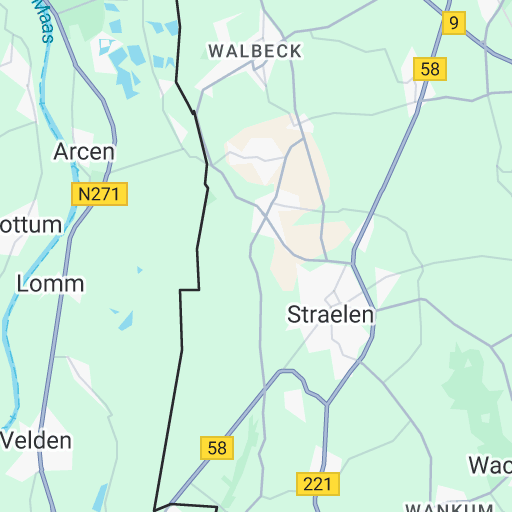 Maas
9
WALBECK
58
Arcen
N271
ottum
Lomm
Straelen
Velden
58
Wac
221
WANKUM